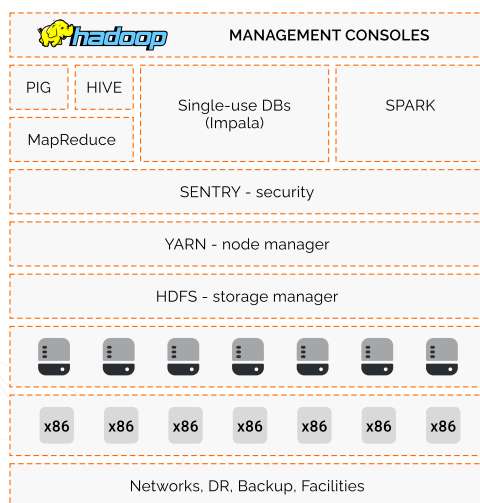 hadoop MANAGEMENT CONSOLES
PIG
HIVE
MapReduce
Single-use DBs
(Impala)
SPARK
SENTRY - security
YARN - node manager
HDFS - storage manager
x86 x86 x86 x86 x86 x86 x86
Networks, DR, Backup, Facilities